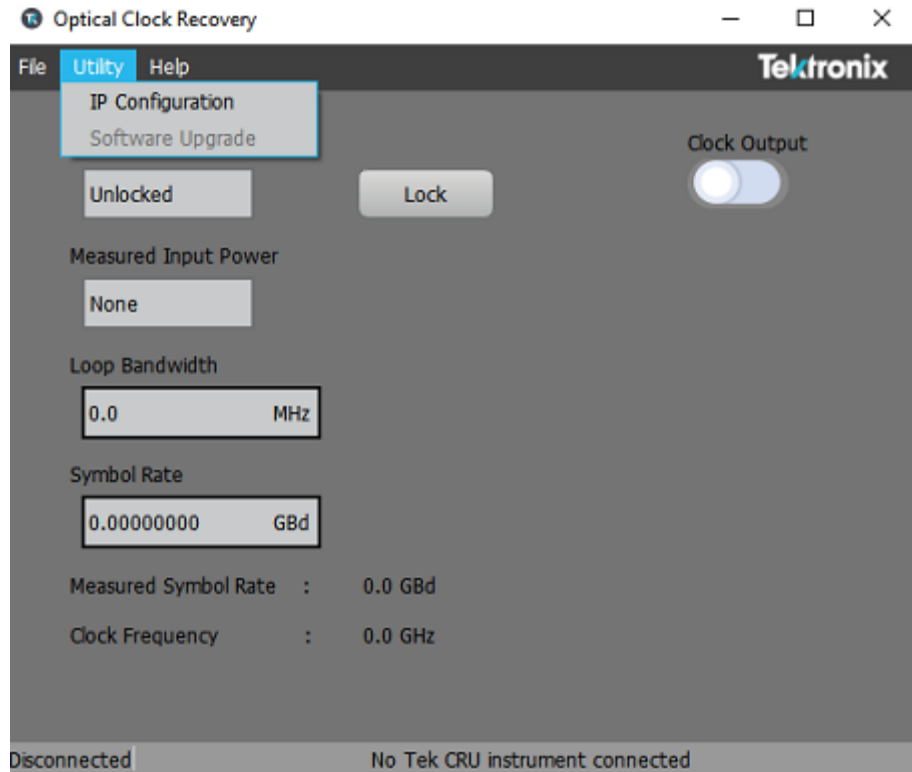 Optical Clock Recovery
File Utility Help Tektronix
IP Configuration
Software Upgrade
Clock Output
Unlocked Lock
Measured Input Power
None
Loop Bandwidth
0.0 MHz
Symbol Rate
0.00000000 GBd
Measured Symbol Rate : 0.0 GBd
Clock Frequency : 0.0 GHz
Disconnected No Tek CRU instrument connected